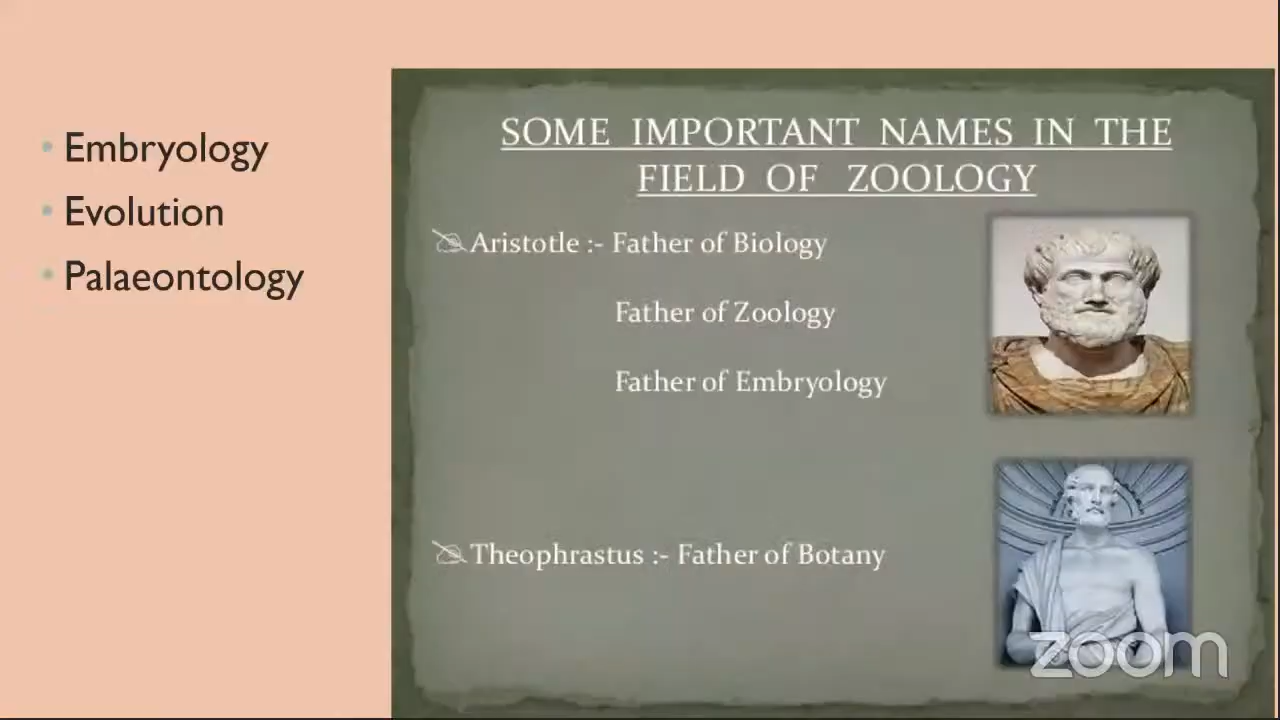 Embryology
Evolution
Palaeontology
SOME IMPORTANT NAMES IN THE
FIELD OF ZOOLOGY
Aristotle :- Father of Biology
Father of Zoology
Father of Embryology
Theophrastus :- Father of Botany
zoom